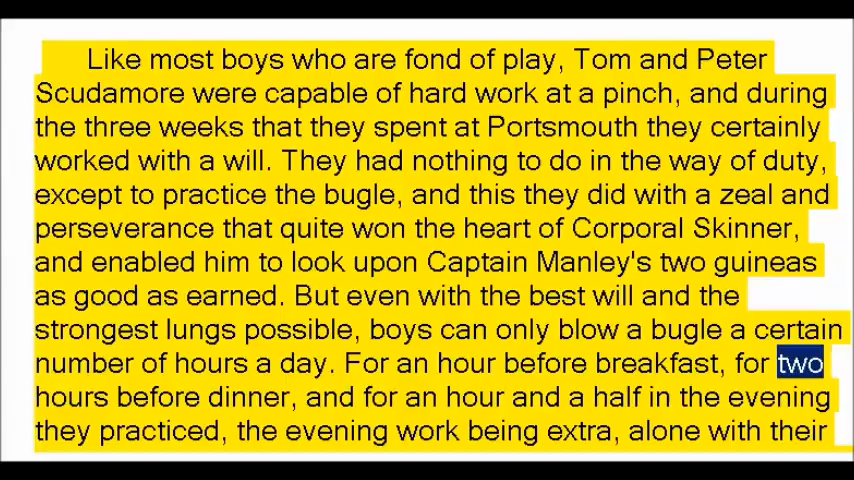 Like most boys who are fond of play, Tom and Peter
Scudamore were capable of hard work at a pinch, and during
the three weeks that they spent at Portsmouth they certainly
worked with a will. They had nothing to do in the way of duty,
except to practice the bugle, and this they did with a zeal and
perseverance that quite won the heart of Corporal Skinner,
and enabled him to look upon Captain Manley's two guineas
as good as earned. But even with the best will and the
strongest lungs possible, boys can only blow a bugle a certain
number of hours a day. For an hour before breakfast, for two
hours before dinner, and for an hour and a half in the evening
they practiced, the evening work being extra, alone with their